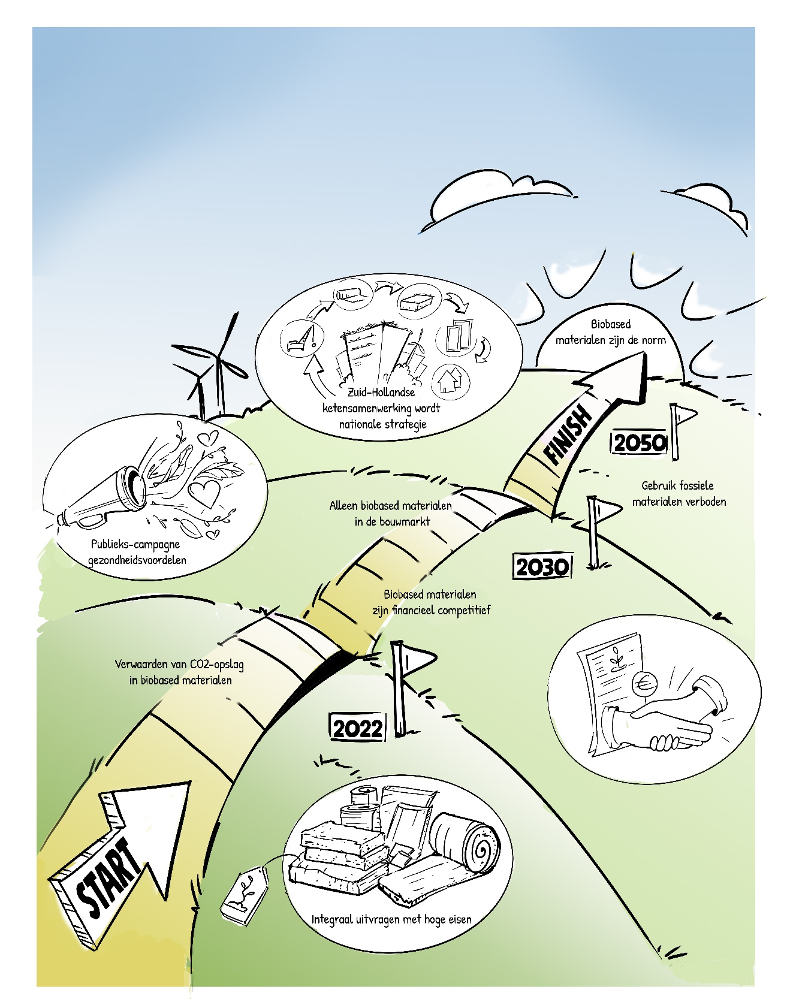 Biobased
materialen zijn de norm
Zuid-Hollandse
ketensamenwerking wordt
nationale strategie
FINISH
2050
Gebruik fossiele
materialen verboden
Alleen biobased materialen
in de bouwmarkt
Publieks-campagne
gezondheidsvoordelen
2030
Biobased materialen
zijn financieel competitief
Verwaarden van CO2-opslag
in biobased materialen
€
2022
START
Integraal uitvragen met hoge eisen